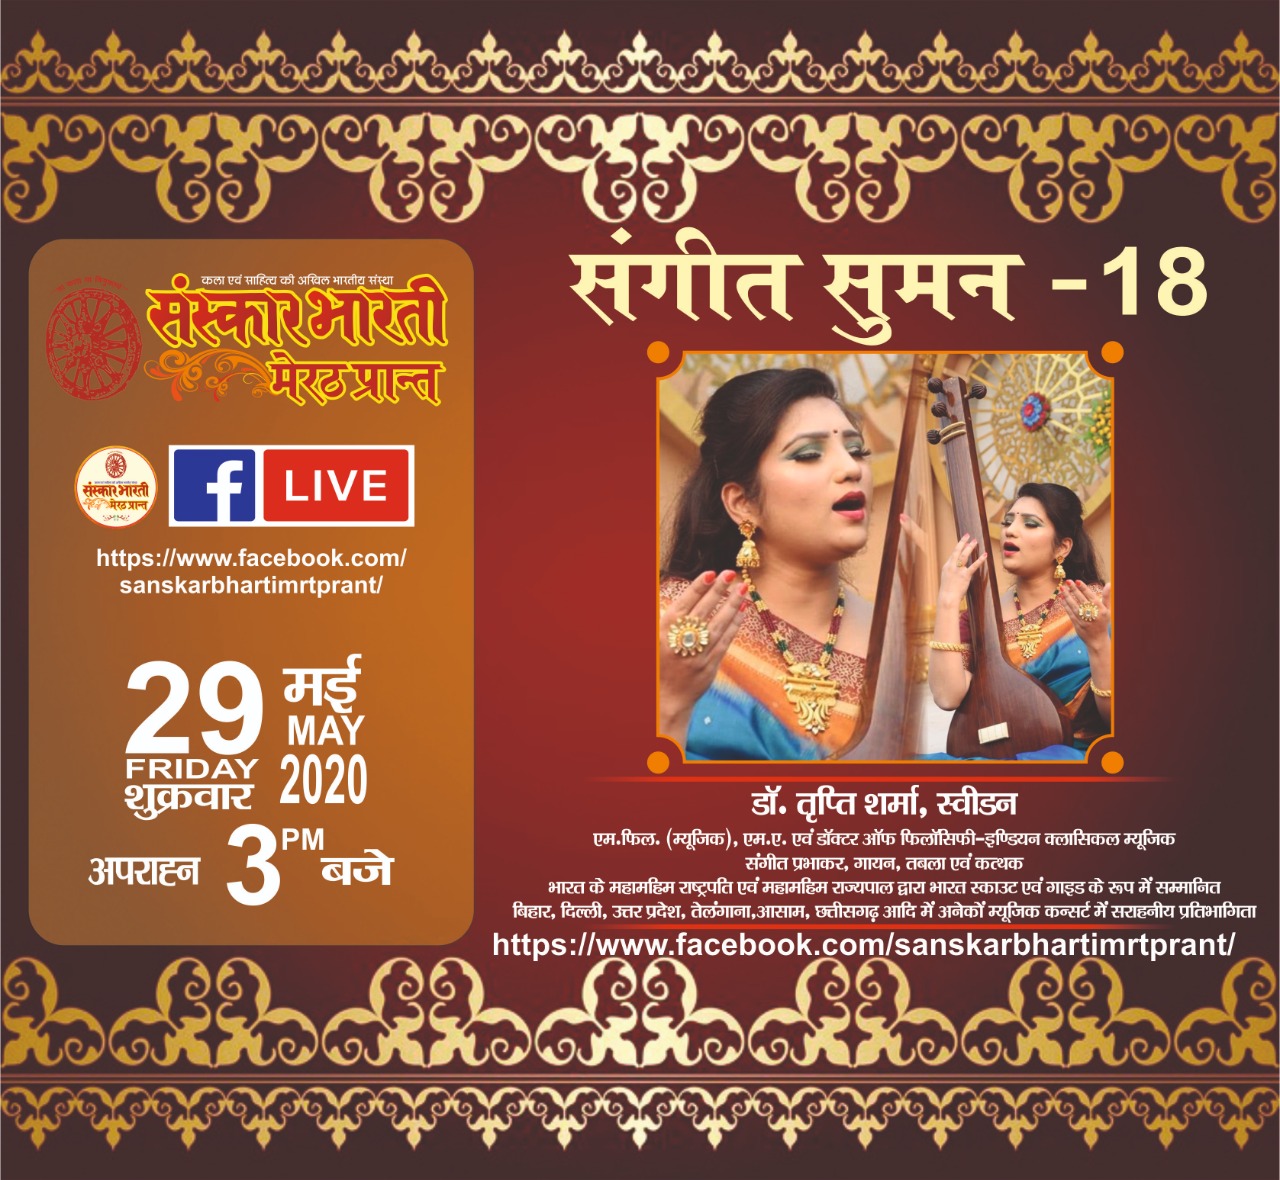 कला एवं साहित्य की अखिल भारतीय संस्था
संस्कार भारती
मेरठ प्रान्त
संस्कार भारती
मेरठ प्रान्त
f LIVE
https://www.facebook.com/
sanskarbhartimrtprant/
29 मई
MAY
FRIDAY
शुक्रवार 2020
अपराह्न 3 PM बजे
संगीत सुमन -18
डॉ. तृप्ति शर्मा, स्वीडन
एम.फिल. (म्यूजिक), एम.ए. एवं डॉक्टर ऑफ फिलॉसिफी-इण्डियन क्लासिकल म्यूजिक
संगीत प्रभाकर, गायन, तबला एवं कत्थक
भारत के महामहिम राष्ट्रपति एवं महामहिम राज्यपाल द्वारा भारत स्काउट एवं गाइड के रूप में सम्मानित
बिहार, दिल्ली, उत्तर प्रदेश, तेलंगाना,आसाम, छत्तीसगढ़ आदि में अनेकों म्यूजिक कन्सर्ट में सराहनीय प्रतिभागिता
https://www.facebook.com/sanskarbhartimrtprant/